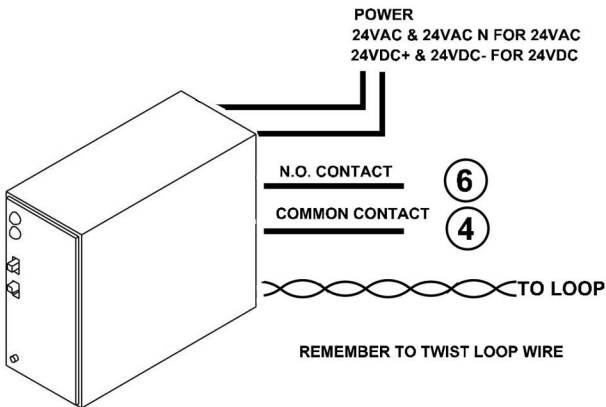 POWER
24VAC & 24VAC N FOR 24VAC
24VDC+ & 24VDC- FOR 24VDC
N.O. CONTACT
6
COMMON CONTACT
4
TO LOOP
REMEMBER TO TWIST LOOP WIRE